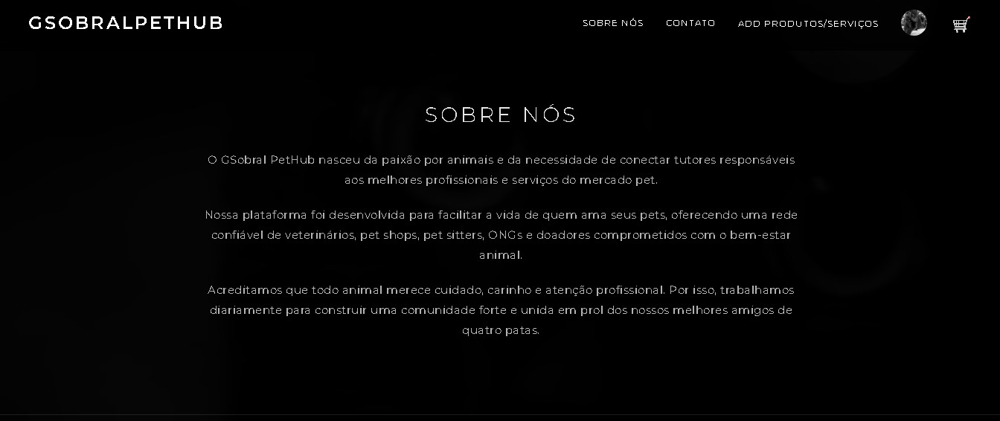 GSOBRALPETHUB
SOBRE NÓS
CONTATO
ADD PRODUTOS/SERVIÇOS
SOBRE NÓS
O GSobral PetHub nasceu da paixão por animais e da necessidade de conectar tutores responsáveis
aos melhores profissionais e serviços do mercado pet.
Nossa plataforma foi desenvolvida para facilitar a vida de quem ama seus pets, oferecendo uma rede
confiável de veterinários, pet shops, pet sitters, ONGs e doadores comprometidos com o bem-estar
animal.
Acreditamos que todo animal merece cuidado, carinho e atenção profissional. Por isso, trabalhamos
diariamente para construir uma comunidade forte e unida em prol dos nossos melhores amigos de
quatro patas.